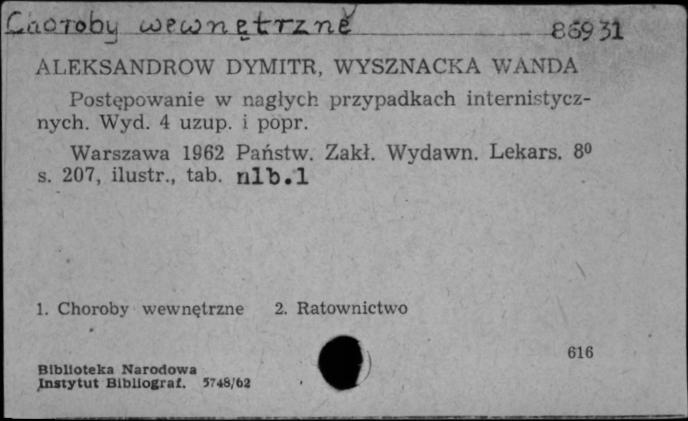 Choroby wewnętrzne 86931
ALEKSANDROW DYMITR, WYSZNACKA WANDA
Postępowanie w nagłych przypadkach internistycz-
nych. Wyd. 4 uzup. i popr.
Warszawa 1962 Państw. Zakł. Wydawn. Lekars. 8⁰
s. 207, ilustr., tab. nlb.1
1. Choroby wewnętrzne 2. Ratownictwo
616
Biblioteka Narodowa
Instytut Bibliograf. 5748/62